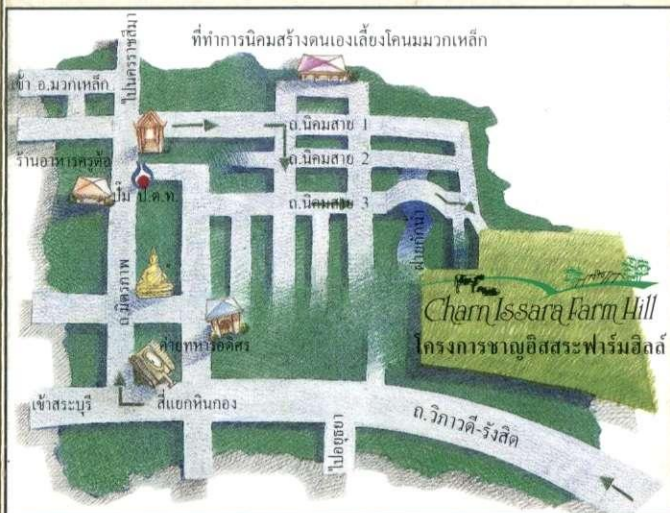 ที่ทำการนิคมสร้างตนเองเลี้ยงโคนมมวกเหล็ก
ไปนครราชสีมา
เข้า อ.มวกเหล็ก
ถ.นิคมสาย 1
ร้านอาหารครูต้อ
ถ.นิคมสาย 2
ปั๊ม ป.ต.ท.
ถ.นิคมสาย 3
ฝายกักน้ำ
ถ.มิตรภาพ
Charn Issara Farm Hill
โครงการชาญอิสสระฟาร์มฮิลล์
ค่ายทหารอดิศร
เข้าสระบุรี
สี่แยกหินกอง
ไปอยุธยา
ถ.วิภาวดี-รังสิต